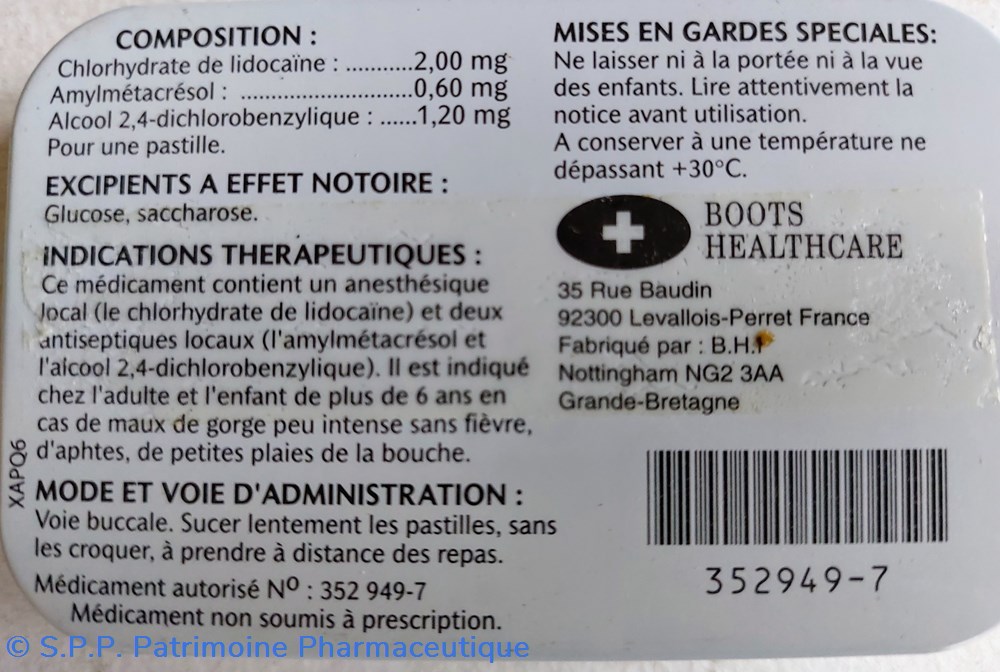 COMPOSITION :
Chlorhydrate de lidocaïne : ...........2,00 mg
Amylmétacrésol : ............................0,60 mg
Alcool 2,4-dichlorobenzylique : ......1,20 mg
Pour une pastille.
EXCIPIENTS A EFFET NOTOIRE :
Glucose, saccharose.
INDICATIONS THERAPEUTIQUES :
Ce médicament contient un anesthésique
local (le chlorhydrate de lidocaïne) et deux
antiseptiques locaux (l'amylmétacrésol et
l'alcool 2,4-dichlorobenzylique). Il est indiqué
chez l'adulte et l'enfant de plus de 6 ans en
cas de maux de gorge peu intense sans fièvre,
d'aphtes, de petites plaies de la bouche.
XAPQ6
MODE ET VOIE D'ADMINISTRATION :
Voie buccale. Sucer lentement les pastilles, sans
les croquer, à prendre à distance des repas.
Médicament autorisé Nº : 352 949-7
Médicament non soumis à prescription.
MISES EN GARDES SPECIALES:
Ne laisser ni à la portée ni à la vue
des enfants. Lire attentivement la
notice avant utilisation.
A conserver à une température ne
dépassant +30°C.
BOOTS
HEALTHCARE
35 Rue Baudin
92300 Levallois-Perret France
Fabriqué par :
Nottingham NG2 3AA
Grande-Bretagne
352949-7
© S.P.P. Patrimoine Pharmaceutique